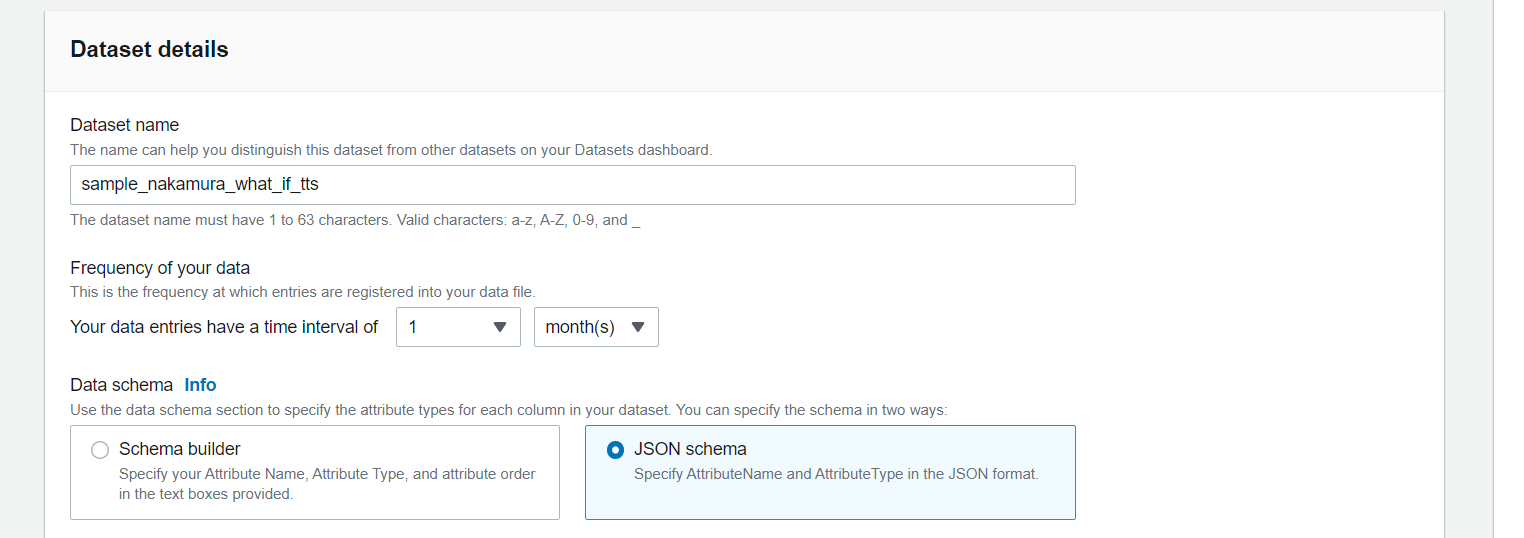 Dataset details
Dataset name
The name can help you distinguish this dataset from other datasets on your Datasets dashboard.
sample_nakamura_what_if_tts
The dataset name must have 1 to 63 characters. Valid characters: a-z, A-Z, 0-9, and _
Frequency of your data
This is the frequency at which entries are registered into your data file.
Your data entries have a time interval of 1 month(s)
Data schema Info
Use the data schema section to specify the attribute types for each column in your dataset. You can specify the schema in two ways:
Schema builder
Specify your Attribute Name, Attribute Type, and attribute order
in the text boxes provided.
JSON schema
Specify AttributeName and AttributeType in the JSON format.